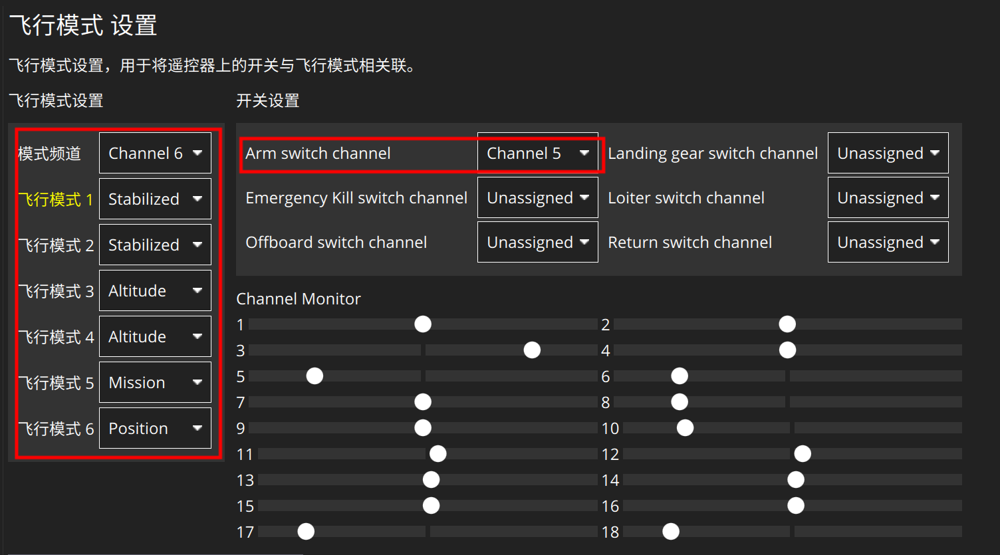 飞行模式 设置
飞行模式设置，用于将遥控器上的开关与飞行模式相关联。
飞行模式设置
模式频道 Channel 6
飞行模式 1 Stabilized
飞行模式 2 Stabilized
飞行模式 3 Altitude
飞行模式 4 Altitude
飞行模式 5 Mission
飞行模式 6 Position
开关设置
Arm switch channel Channel 5 Landing gear switch channel Unassigned
Emergency Kill switch channel Unassigned Loiter switch channel Unassigned
Offboard switch channel Unassigned Return switch channel Unassigned
Channel Monitor
1 2
3 4
5 6
7 8
9 10
11 12
13 14
15 16
17 18